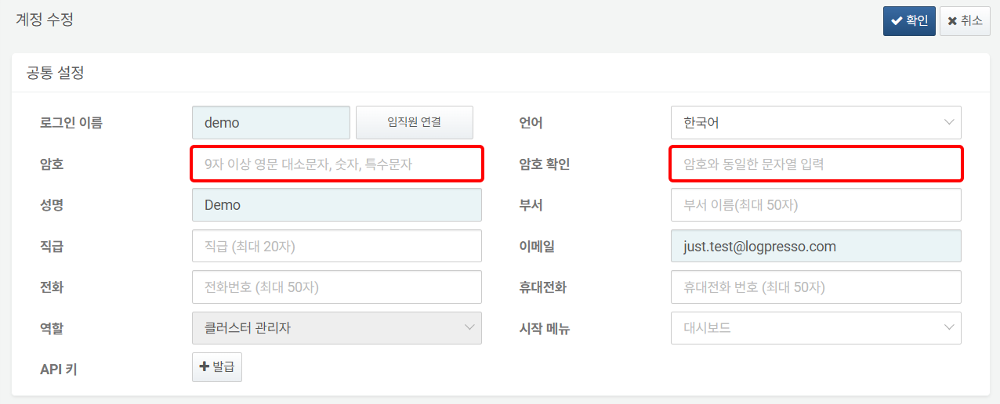 계정 수정
확인 취소
공통 설정
로그인 이름 demo 임직원 연결 언어 한국어
암호 9자 이상 영문 대소문자, 숫자, 특수문자 암호 확인 암호와 동일한 문자열 입력
성명 Demo 부서 부서 이름(최대 50자)
직급 직급 (최대 20자) 이메일 just.test@logpresso.com
전화 전화번호 (최대 50자) 휴대전화 휴대전화 번호 (최대 50자)
역할 클러스터 관리자 시작 메뉴 대시보드
API 키 발급